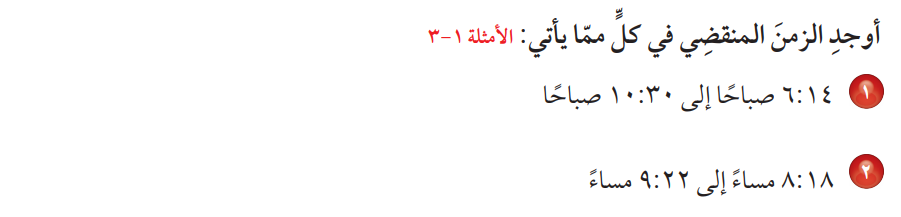 أوجدِ الزمنَ المنقضِي في كلٍّ ممّا يأتي: الأمثلة ١-٣
١ ٦:١٤ صباحًا إلى ١٠:٣٠ صباحًا
٢ ٨:١٨ مساءً إلى ٩:٢٢ مساءً